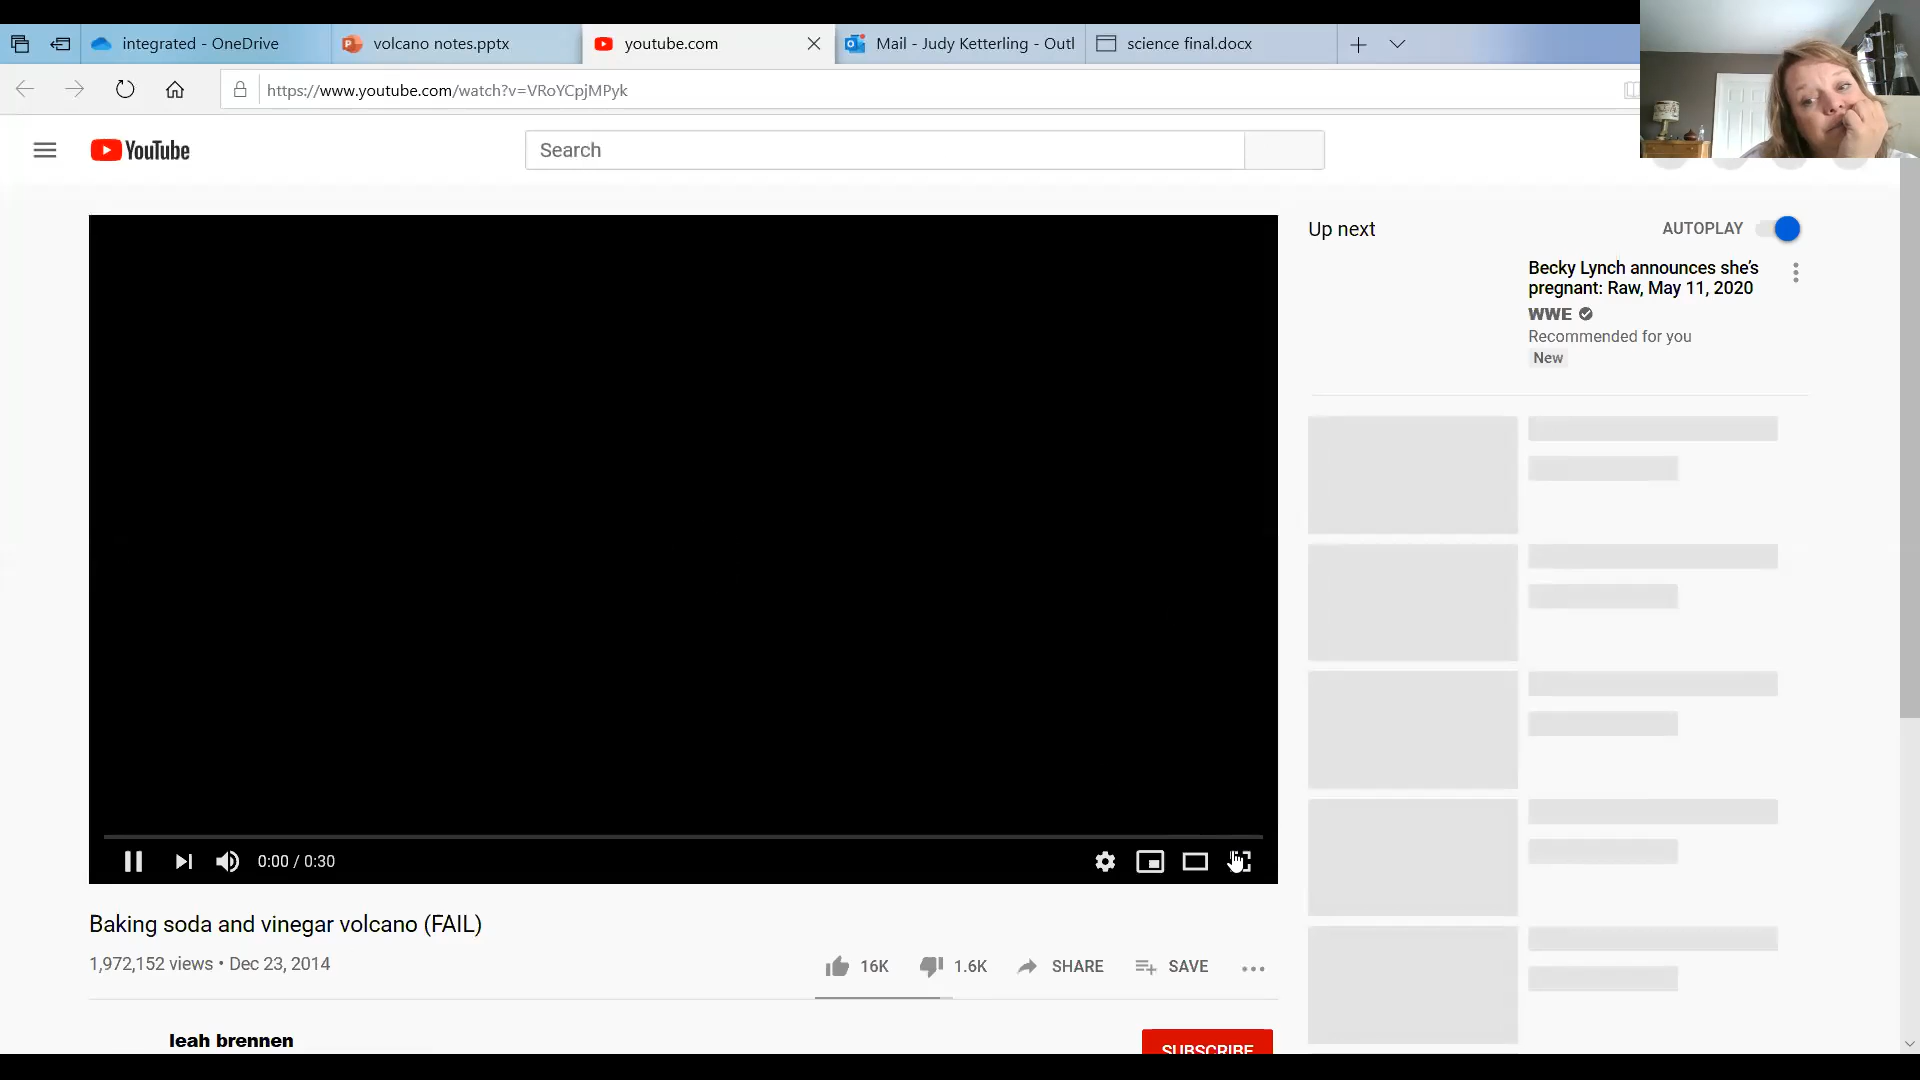 integrated - OneDrive
volcano notes.pptx
youtube.com
Mail - Judy Ketterling - Outl
science final.docx
https://www.youtube.com/watch?v=VRoYCpjMPyk
YouTube
Search
Up next
AUTOPLAY
Becky Lynch announces she's
pregnant: Raw, May 11, 2020
WWE
Recommended for you
New
0:00 / 0:30
Baking soda and vinegar volcano (FAIL)
1,972,152 views • Dec 23, 2014
16K
1.6K
SHARE
SAVE
leah brennen
SUBSCRIBE